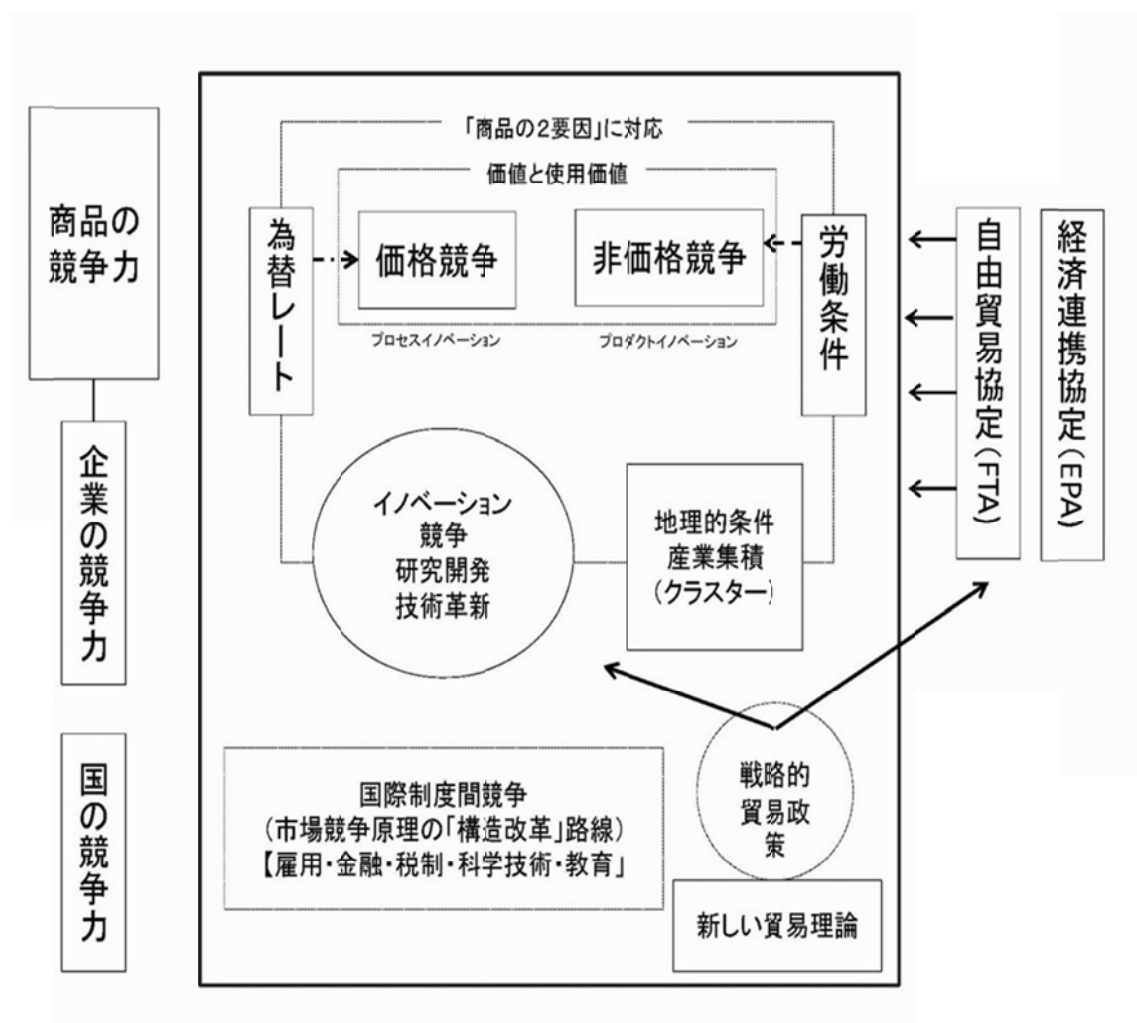 商品の
競争力
企業の競争力
国の競争力
「商品の2要因」に対応
価値と使用価値
為替レート
価格競争
非価格競争
労働条件
プロセスイノベーション
プロダクトイノベーション
イノベーション
競争
研究開発
技術革新
地理的条件
産業集積
(クラスター)
国際制度間競争
(市場競争原理の「構造改革」路線)
【雇用・金融・税制・科学技術・教育」
戦略的
貿易政
策
新しい貿易理論
自由貿易協定(FTA)
経済連携協定(EPA)